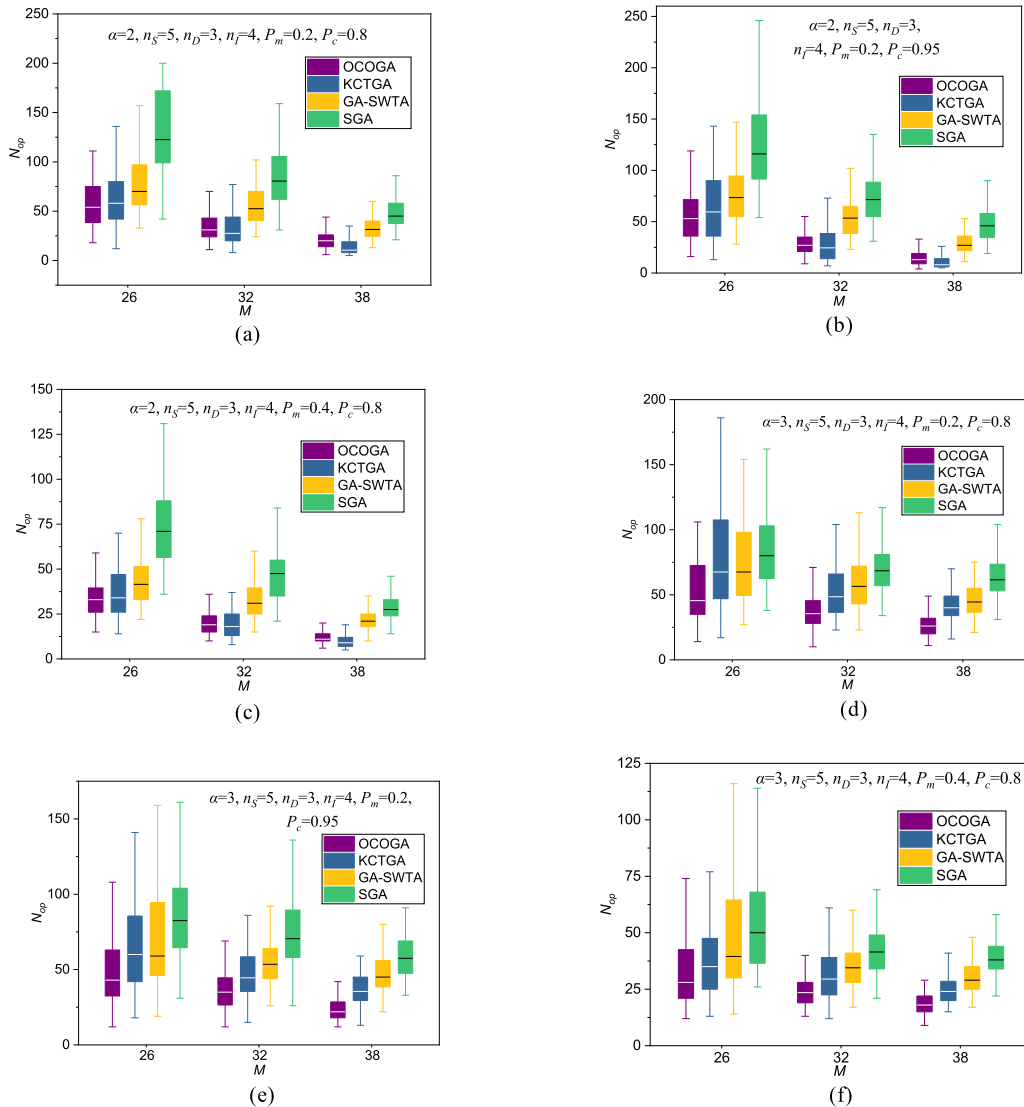 250
200
150
100
50
0
N_op
α=2, n_S=5, n_D=3, n_I=4, P_m=0.2, P_c=0.8
OCOGA
KCTGA
GA-SWTA
SGA
26 32 38
M
(a)
250
200
150
100
50
0
N_op
α=2, n_S=5, n_D=3,
n_I=4, P_m=0.2, P_c=0.95
OCOGA
KCTGA
GA-SWTA
SGA
26 32 38
M
(b)
150
125
100
75
50
25
0
N_op
α=2, n_S=5, n_D=3, n_I=4, P_m=0.4, P_c=0.8
OCOGA
KCTGA
GA-SWTA
SGA
26 32 38
M
(c)
200
150
100
50
0
N_op
α=3, n_S=5, n_D=3, n_I=4, P_m=0.2, P_c=0.8
OCOGA
KCTGA
GA-SWTA
SGA
26 32 38
M
(d)
150
100
50
0
N_op
α=3, n_S=5, n_D=3, n_I=4, P_m=0.2,
P_c=0.95
OCOGA
KCTGA
GA-SWTA
SGA
26 32 38
M
(e)
125
100
75
50
25
0
N_op
α=3, n_S=5, n_D=3, n_I=4, P_m=0.4, P_c=0.8
OCOGA
KCTGA
GA-SWTA
SGA
26 32 38
M
(f)